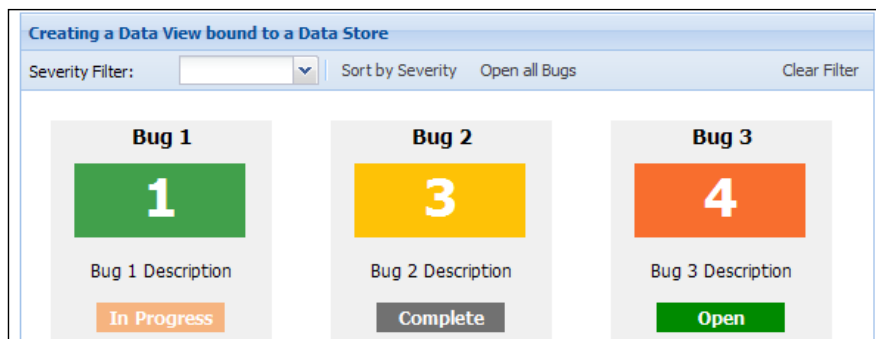 Creating a Data View bound to a Data Store
Severity Filter: Sort by Severity Open all Bugs Clear Filter
Bug 1 Bug 2 Bug 3
1 3 4
Bug 1 Description Bug 2 Description Bug 3 Description
In Progress Complete Open